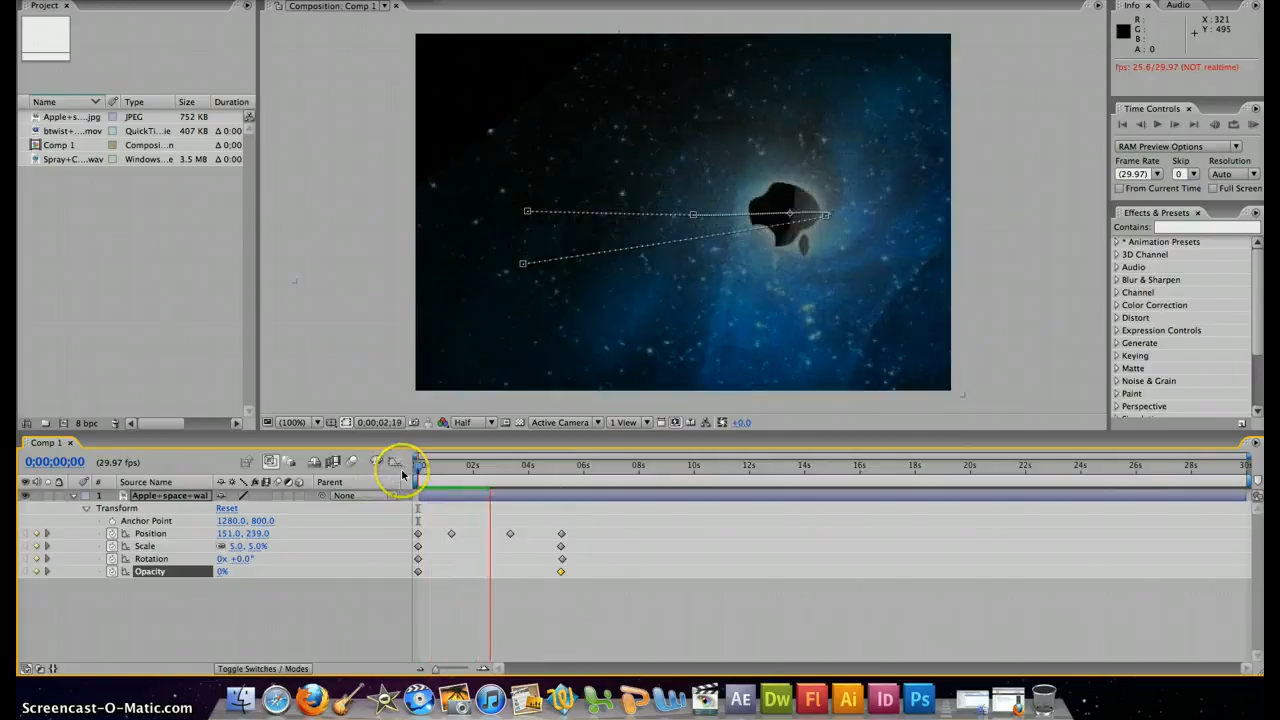 Project
Composition: Comp 1
Info
Audio
R :
G :
B :
A : 0
X : 321
Y : 495
fps: 25.6/29.97 (NOT realtime)
Name
Type
Size
Duration
Apple+s....jpg
JPEG
752 KB
btwist+....mov
QuickTi...ie
407 KB
Δ 0:00
Comp 1
Composi...n
Δ 0;00
Spray+C....wav
Windows...e
3.5 MB
Δ 0:00
Time Controls
RAM Preview Options
Frame Rate
Skip
Resolution
(29.97)
0
Auto
From Current Time
Full Screen
Effects & Presets
Contains:
* Animation Presets
3D Channel
Audio
Blur & Sharpen
Channel
Color Correction
Distort
Expression Controls
Generate
Keying
Matte
Noise & Grain
Paint
Perspective
8 bpc
(100%)
0;00;02;19
Half
Active Camera
1 View
+0.0
Comp 1
0;00;00;00
(29.97 fps)
02s
04s
06s
08s
10s
12s
14s
16s
18s
20s
22s
24s
26s
28s
30s
#
Source Name
Parent
1
Apple+space+wal
None
Transform
Reset
Anchor Point
1280.0, 800.0
Position
151.0, 239.0
Scale
5.0, 5.0%
Rotation
0x +0.0°
Opacity
0%
Toggle Switches / Modes
AE
Dw
Fl
Ai
Id
Ps
Screencast-O-Matic.com